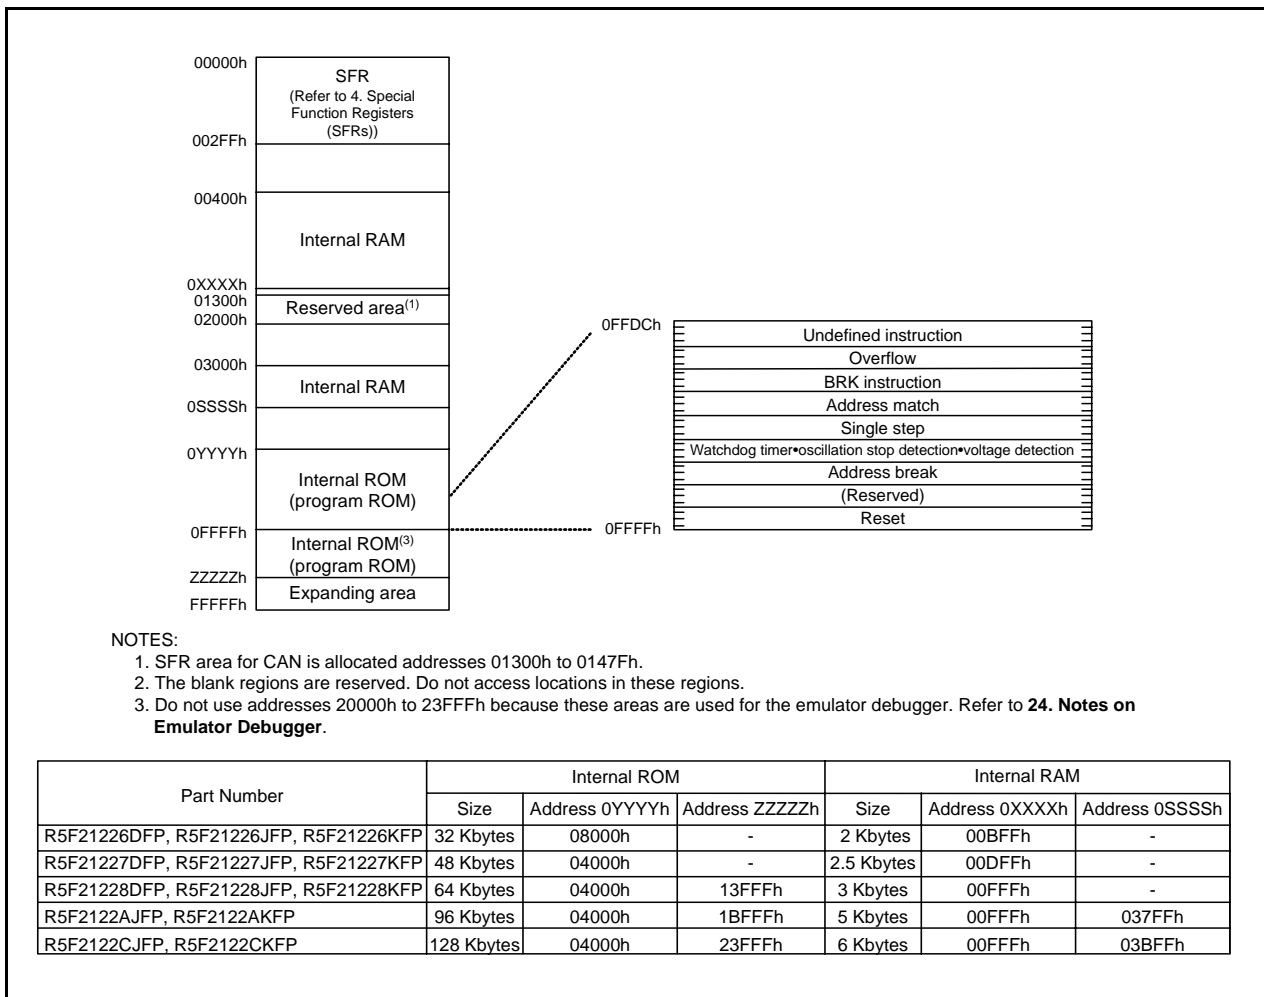 00000h
SFR
(Refer to 4. Special
Function Registers
(SFRs))
002FFh
00400h
Internal RAM
0XXXXh
01300h
Reserved area(1)
02000h
03000h
Internal RAM
0SSSSh
0YYYYh
Internal ROM
(program ROM)
0FFFFh
Internal ROM(3)
(program ROM)
ZZZZZh
Expanding area
FFFFFh
0FFDCh
Undefined instruction
Overflow
BRK instruction
Address match
Single step
Watchdog timer•oscillation stop detection•voltage detection
Address break
(Reserved)
Reset
0FFFFh
NOTES:
1. SFR area for CAN is allocated addresses 01300h to 0147Fh.
2. The blank regions are reserved. Do not access locations in these regions.
3. Do not use addresses 20000h to 23FFFh because these areas are used for the emulator debugger. Refer to 24. Notes on
Emulator Debugger.
Part Number Internal ROM Internal RAM
Size Address 0YYYYh Address ZZZZZh Size Address 0XXXXh Address 0SSSSh
R5F21226DFP, R5F21226JFP, R5F21226KFP 32 Kbytes 08000h - 2 Kbytes 00BFFh -
R5F21227DFP, R5F21227JFP, R5F21227KFP 48 Kbytes 04000h - 2.5 Kbytes 00DFFh -
R5F21228DFP, R5F21228JFP, R5F21228KFP 64 Kbytes 04000h 13FFFh 3 Kbytes 00FFFh -
R5F2122AJFP, R5F2122AKFP 96 Kbytes 04000h 1BFFFh 5 Kbytes 00FFFh 037FFh
R5F2122CJFP, R5F2122CKFP 128 Kbytes 04000h 23FFFh 6 Kbytes 00FFFh 03BFFh